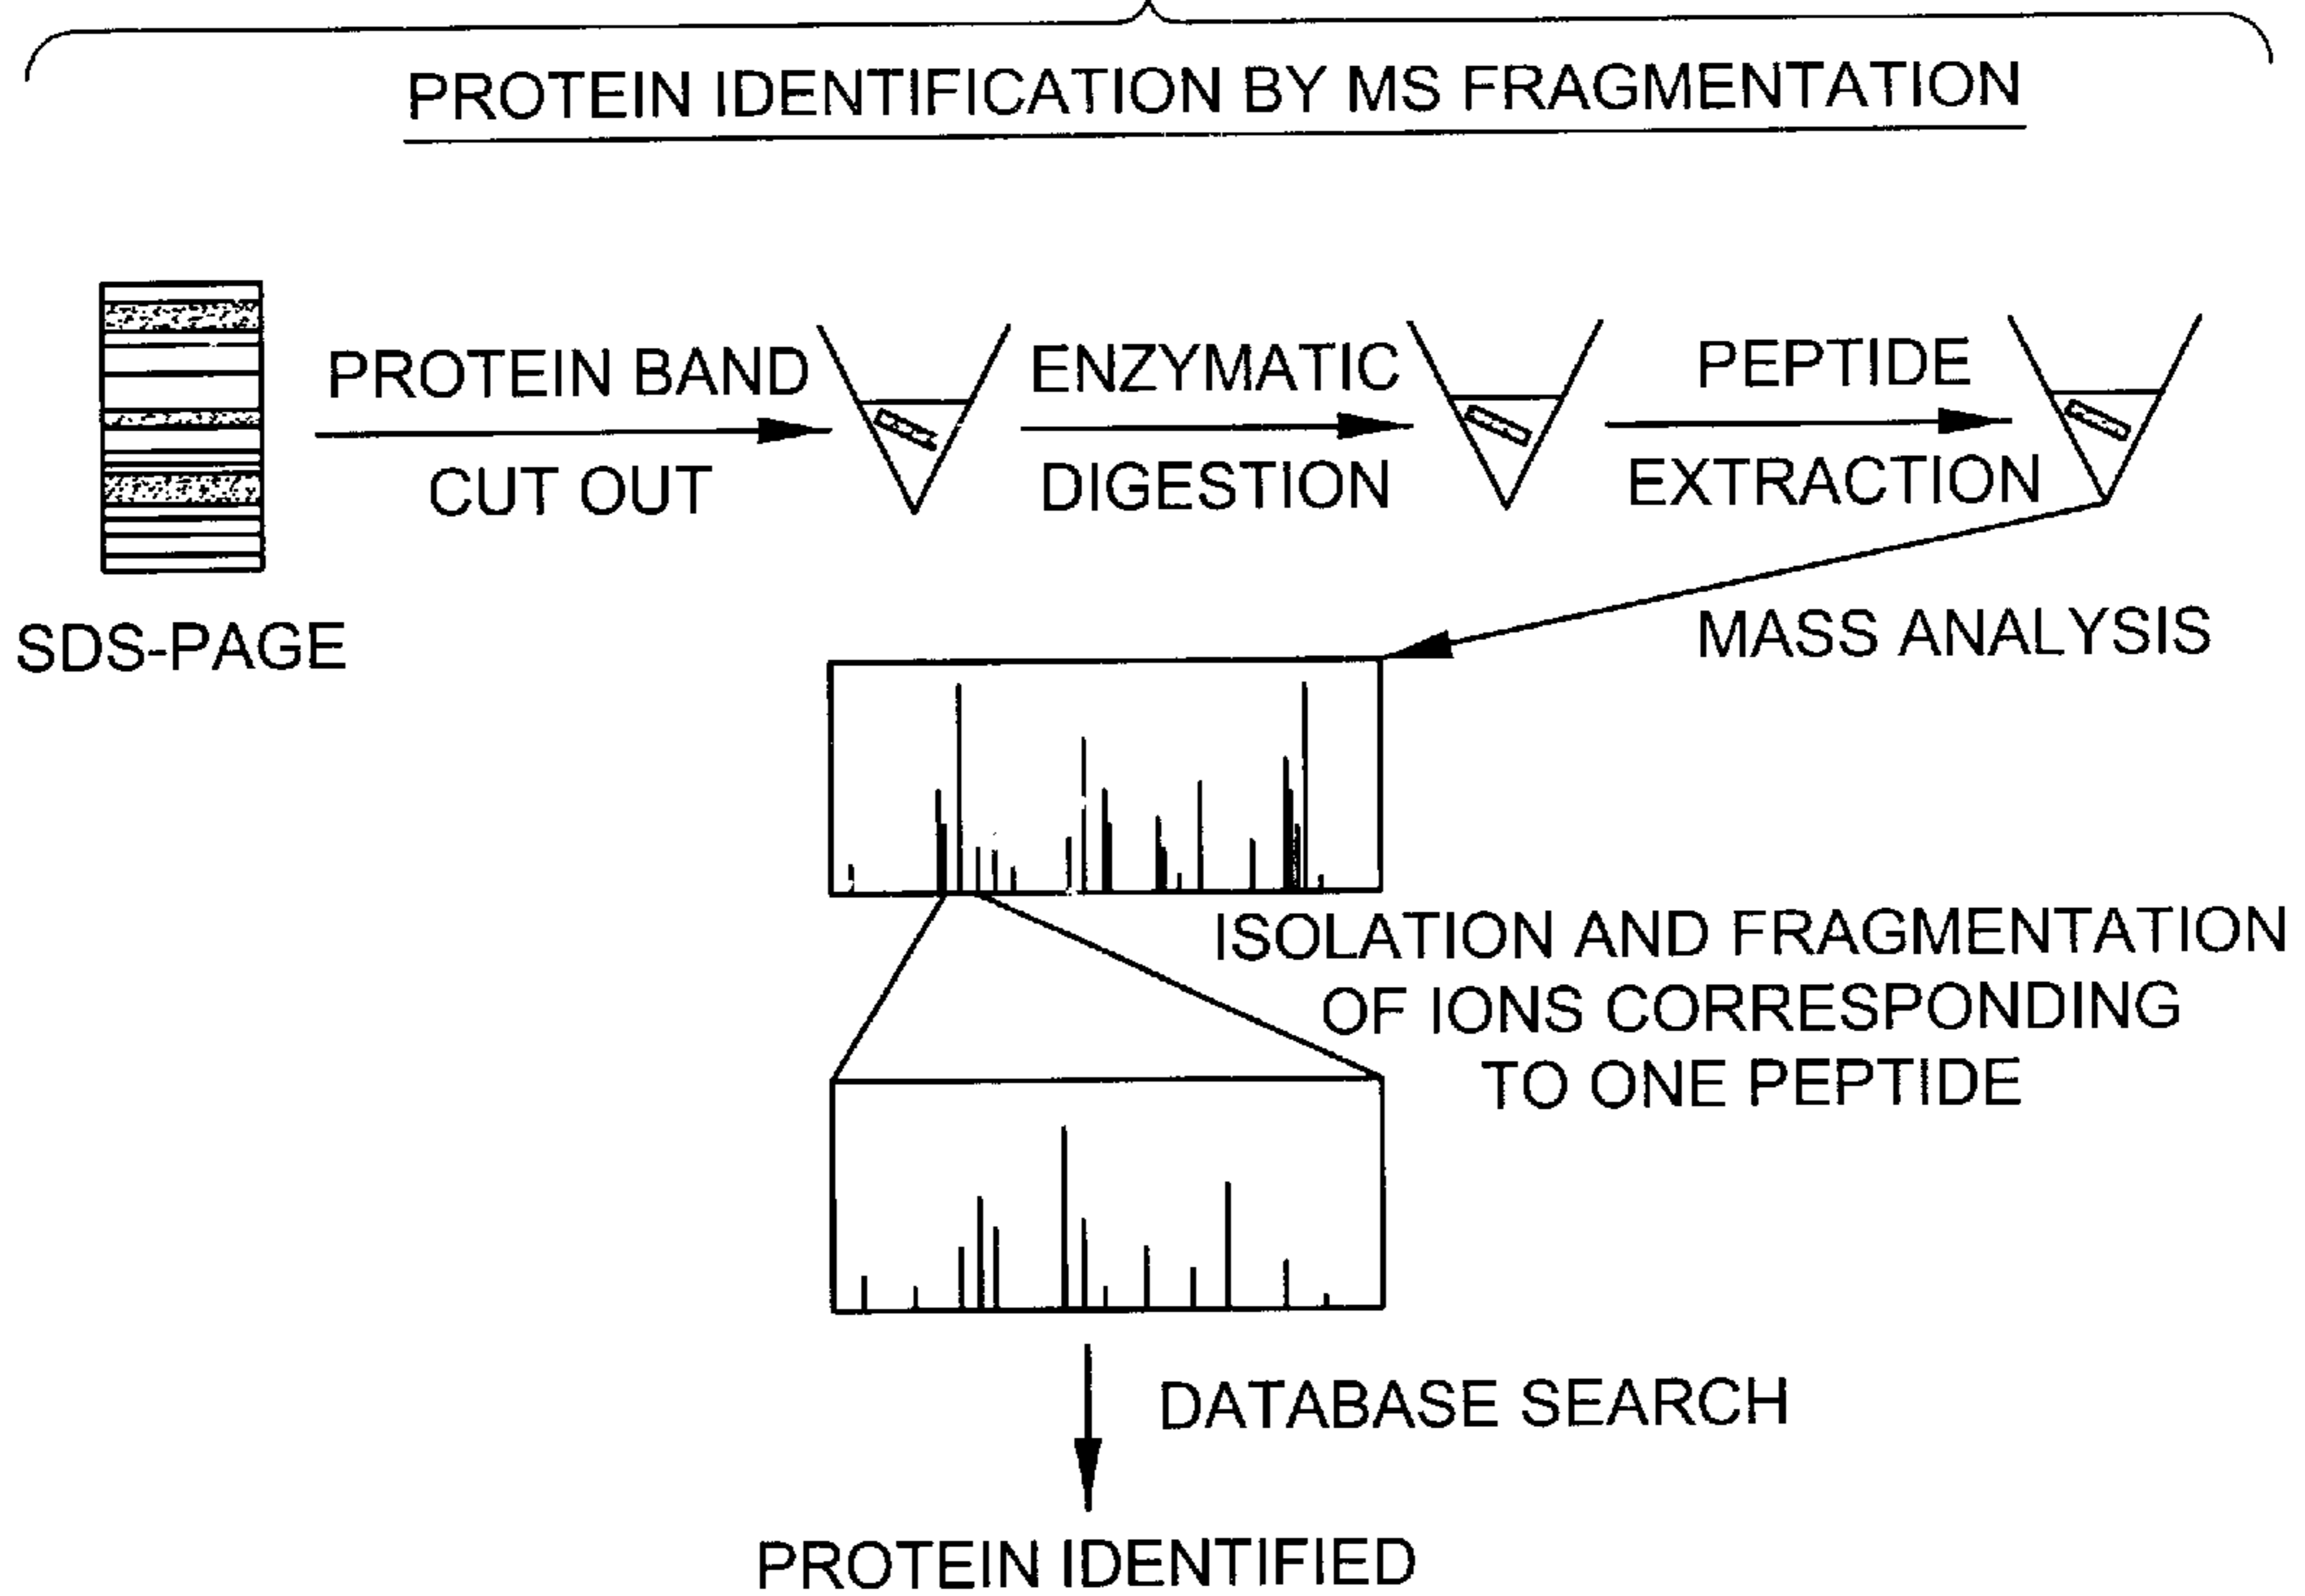 PROTEIN IDENTIFICATION BY MS FRAGMENTATION
PROTEIN BAND
CUT OUT
ENZYMATIC
DIGESTION
PEPTIDE
EXTRACTION
SDS-PAGE
MASS ANALYSIS
ISOLATION AND FRAGMENTATION
OF IONS CORRESPONDING
TO ONE PEPTIDE
DATABASE SEARCH
PROTEIN IDENTIFIED